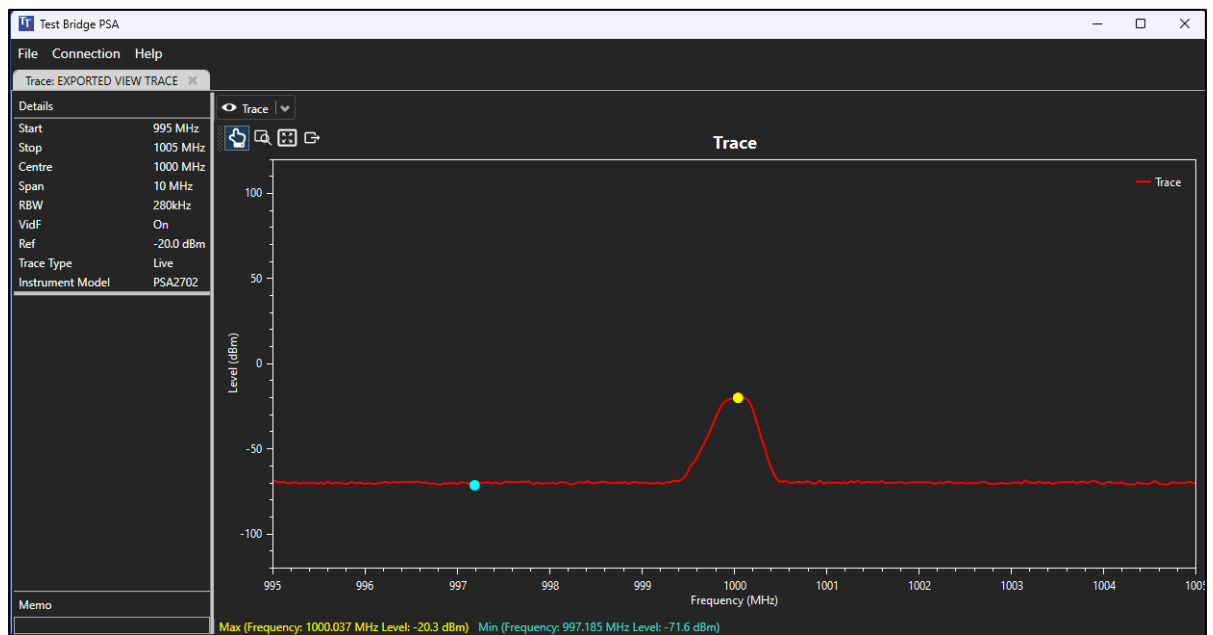 TT Test Bridge PSA
File Connection Help
Trace: EXPORTED VIEW TRACE
Details
Start 995 MHz
Stop 1005 MHz
Centre 1000 MHz
Span 10 MHz
RBW 280kHz
VidF On
Ref -20.0 dBm
Trace Type Live
Instrument Model PSA2702
Memo
Trace
Trace
Trace
100
50
0
-50
-100
Level (dBm)
995 996 997 998 999 1000 1001 1002 1003 1004 1005
Frequency (MHz)
Max (Frequency: 1000.037 MHz Level: -20.3 dBm) Min (Frequency: 997.185 MHz Level: -71.6 dBm)